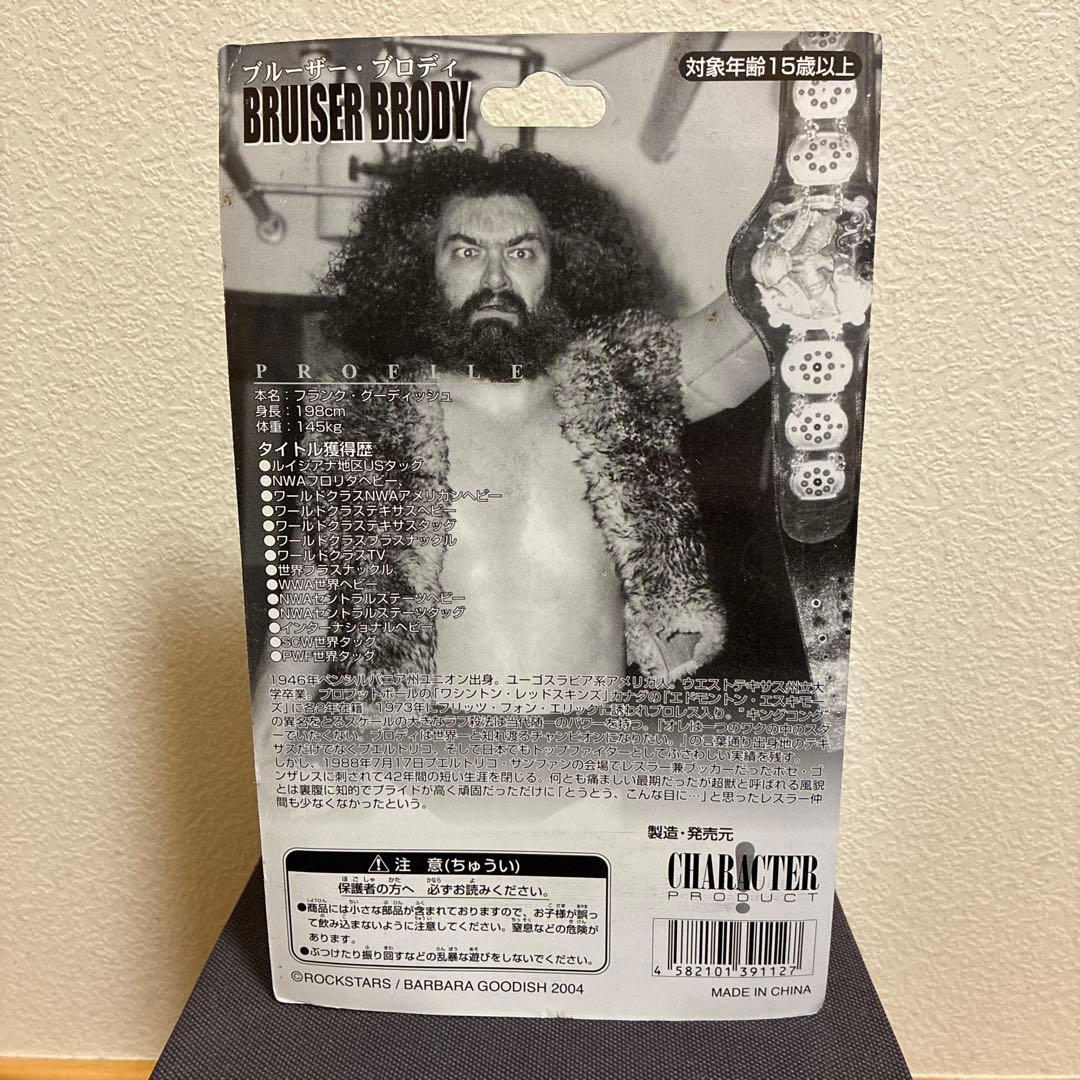 ブルーザー・ブロディ
BRUISER BRODY
対象年齢15歳以上
PROFILE
本名：フランク・グーディッシュ
身長：198cm
体重：145kg
タイトル獲得歴
●ルイジアナ地区USタッグ
●NWAフロリダヘビー、
●ワールドクラスNWAアメリカンヘビー
●ワールドクラステキサスヘビー
●ワールドクラステキサスタッグ
●ワールドクラスブラスナックル
●ワールドクラスTV
●世界ブラスナックル
●WWA世界ヘビー
●NWAセントラルステーツヘビー
●NWAセントラルステーツタッグ
●インターナショナルヘビー
●SCW世界タッグ
●PWF世界タッグ
1946年ペンシルバニア州ユニオン出身。ユーゴスラビア系アメリカ人。ウエストテキサス州立大
学卒業。プロフットボールの「ワシントン・レッドスキンズ」カナダの「エドモントン・エスキモー
ズ」に各2年在籍　1973年にフリッツ・フォン・エリックに誘われプロレス入り。“キングコング”
の異名をとるスケールの大きなラフ殺法は当代随一のパワーを持つ。「オレは一つのワクの中のスタ
ーでいたくない。ブロディは世界一と知れ渡るチャンピオンになりたい。」の言葉通り出身地のテキ
サスだけでなくプエルトリコ、そして日本でもトップファイターとしてふさわしい実績を残す。
しかし、1988年7月17日プエルトリコ・サンファンの会場でレスラー兼ブッカーだったホセ・ゴ
ンザレスに刺されて42年間の短い生涯を閉じる。何とも痛ましい最期だったが超獣と呼ばれる風貌
とは裏腹に知的でプライドが高く頑固だっただけに「とうとう、こんな目に…」と思ったレスラー仲
間も少なくなかったという。
製造・発売元
CHARACTER
PRODUCT
注 意(ちゅうい)
保護者の方へ 必ずお読みください。
●商品には小さな部品が含まれておりますので、お子様が誤っ
て飲み込まないように注意してください。窒息などの危険が
あります。
●ぶつけたり振り回すなどの乱暴な遊びをしないでください。
4 582101 391127
©ROCKSTARS / BARBARA GOODISH 2004
MADE IN CHINA